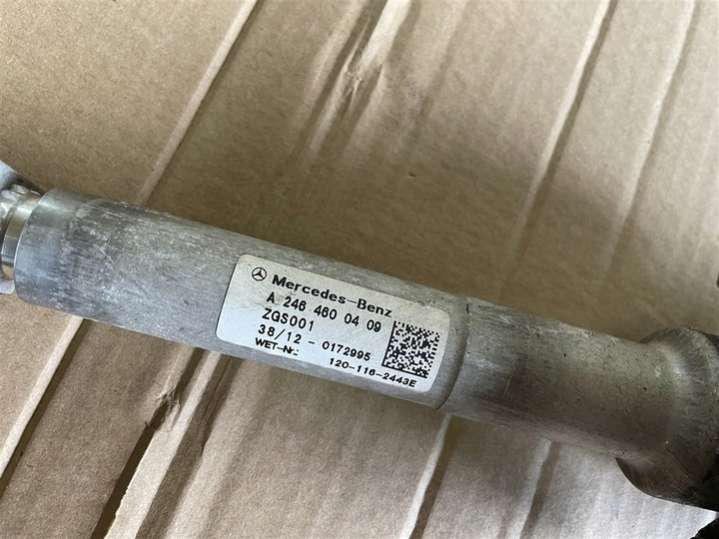 Mercedes-Benz
A 246 460 04 09
ZGS001
38/12 - 0172995
WET-Nr.:
120-116-2443E